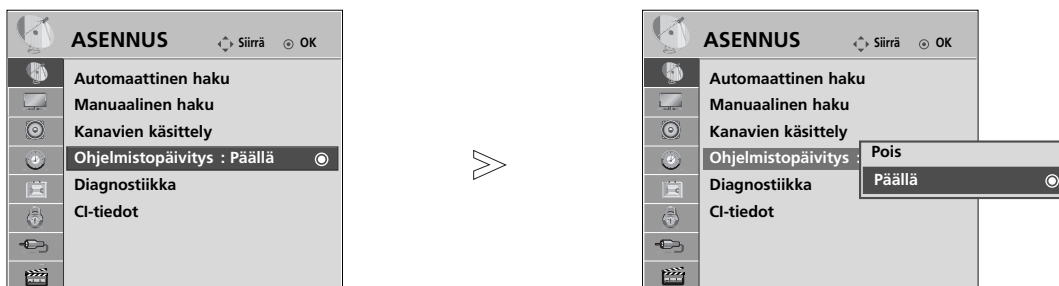 ASENNUS Siirrä OK
Automaattinen haku
Manuaalinen haku
Kanavien käsittely
Ohjelmistopäivitys : Päällä
Diagnostiikka
CI-tiedot
ASENNUS Siirrä OK
Automaattinen haku
Manuaalinen haku
Kanavien käsittely
Ohjelmistopäivitys :
Pois
Päällä
Diagnostiikka
CI-tiedot